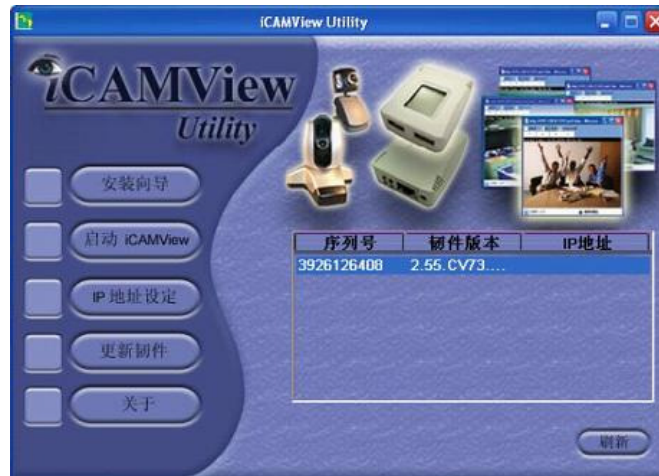 iCAMView Utility
iCAMView
Utility
安装向导
启动 iCAMView
IP 地址设定
更新韧件
关于
序列号 韧件版本 IP地址
3926126408 2.55.CV73....
刷新